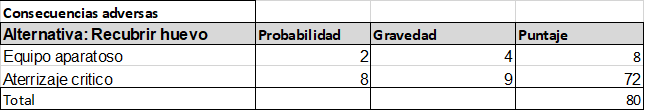 Consecuencias adversas
Alternativa: Recubrir huevo Probabilidad Gravedad Puntaje
Equipo aparatoso 2 4 8
Aterrizaje critico 8 9 72
Total 80